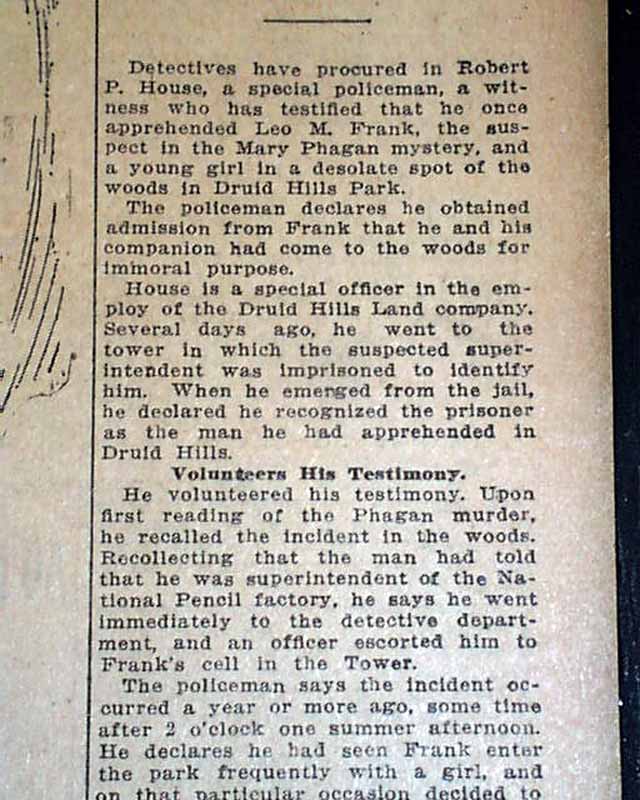 Detectives have procured in Robert
P. House, a special policeman, a wit-
ness who has testified that he once
apprehended Leo M. Frank, the sus-
pect in the Mary Phagan mystery, and
a young girl in a desolate spot of the
woods in Druid Hills Park.
The policeman declares he obtained
admission from Frank that he and his
companion had come to the woods for
immoral purpose.
House is a special officer in the em-
ploy of the Druid Hills Land company.
Several days ago, he went to the
tower in which the suspected super-
intendent was imprisoned to identify
him. When he emerged from the jail,
he declared he recognized the prisoner
as the man he had apprehended in
Druid Hills.
Volunteers His Testimony.
He volunteered his testimony. Upon
first reading of the Phagan murder,
he recalled the incident in the woods.
Recollecting that the man had told
that he was superintendent of the Na-
tional Pencil factory, he says he went
immediately to the detective depart-
ment, and an officer escorted him to
Frank's cell in the Tower.
The policeman says the incident oc-
curred a year or more ago, some time
after 2 o'clock one summer afternoon.
He declares he had seen Frank enter
the park frequently with a girl, and
on that particular occasion decided to